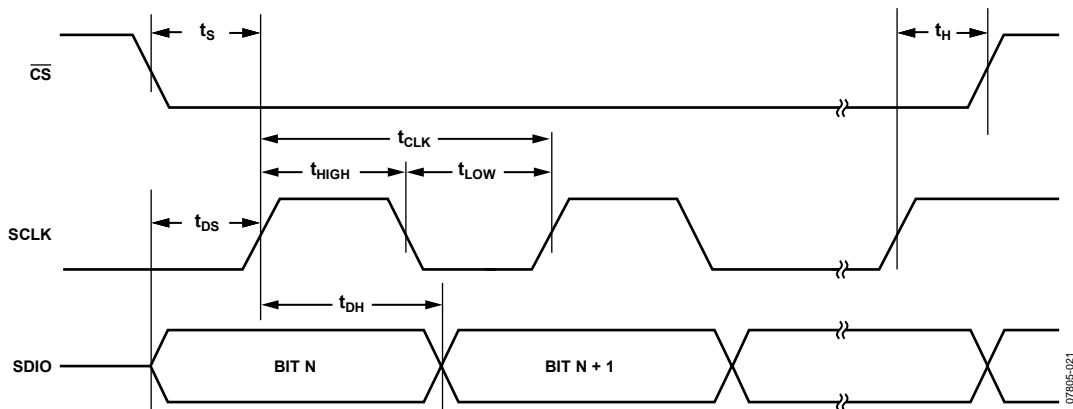 tS
tH
CS
tCLK
tHIGH
tLOW
tDS
SCLK
tDH
SDIO
BIT N
BIT N + 1
07805-021